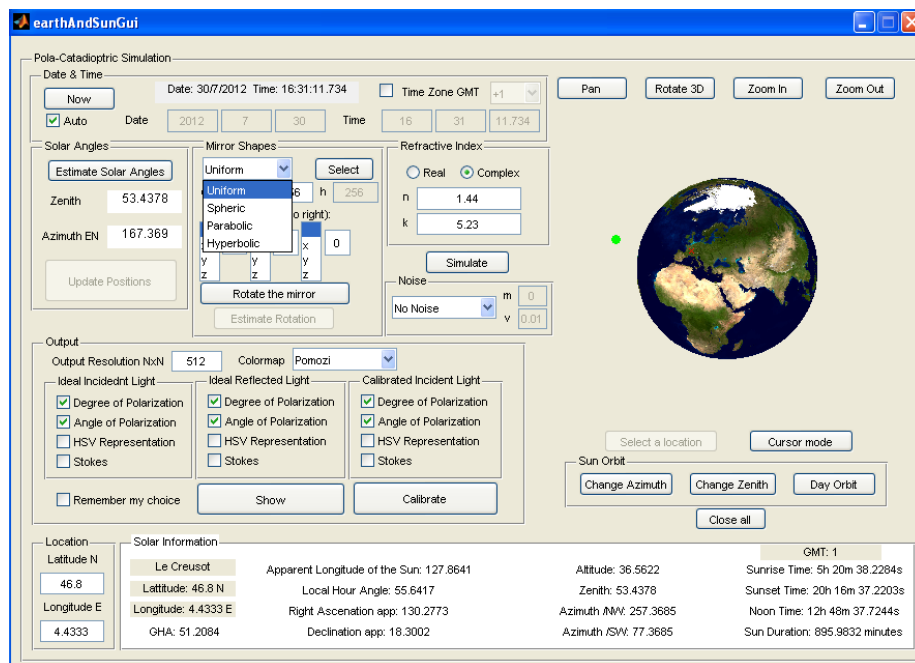 earthAndSunGui
Pola-Catadioptric Simulation
Date & Time
Now
Date: 30/7/2012 Time: 16:31:11.734
Time Zone GMT
+1
Auto
Date
2012
7
30
Time
16
31
11.734
Pan
Rotate 3D
Zoom In
Zoom Out
Solar Angles
Estimate Solar Angles
Zenith
53.4378
Azimuth EN
167.369
Update Positions
Mirror Shapes
Uniform
Select
Uniform
Spheric
Parabolic
Hyperbolic
h
256
o right):
x
0
y
y
y
z
z
z
Rotate the mirror
Estimate Rotation
Refractive Index
Real
Complex
n
1.44
k
5.23
Simulate
Noise
No Noise
m
0
v
0.01
Output
Output Resolution NxN
512
Colormap
Pomozi
Ideal Incidednt Light
Degree of Polarization
Angle of Polarization
HSV Representation
Stokes
Ideal Reflected Light
Degree of Polarization
Angle of Polarization
HSV Representation
Stokes
Calibrated Incident Light
Degree of Polarization
Angle of Polarization
HSV Representation
Stokes
Remember my choice
Show
Calibrate
Select a location
Cursor mode
Sun Orbit
Change Azimuth
Change Zenith
Day Orbit
Close all
Location
Latitude N
46.8
Longitude E
4.4333
Solar Information
Le Creusot
Lattitude: 46.8 N
Longitude: 4.4333 E
GHA: 51.2084
Apparent Longitude of the Sun: 127.8641
Local Hour Angle: 55.6417
Right Ascenation app: 130.2773
Declination app: 18.3002
Altitude: 36.5622
Zenith: 53.4378
Azimuth /NW: 257.3685
Azimuth /SW: 77.3685
GMT: 1
Sunrise Time: 5h 20m 38.2284s
Sunset Time: 20h 16m 37.2203s
Noon Time: 12h 48m 37.7244s
Sun Duration: 895.9832 minutes